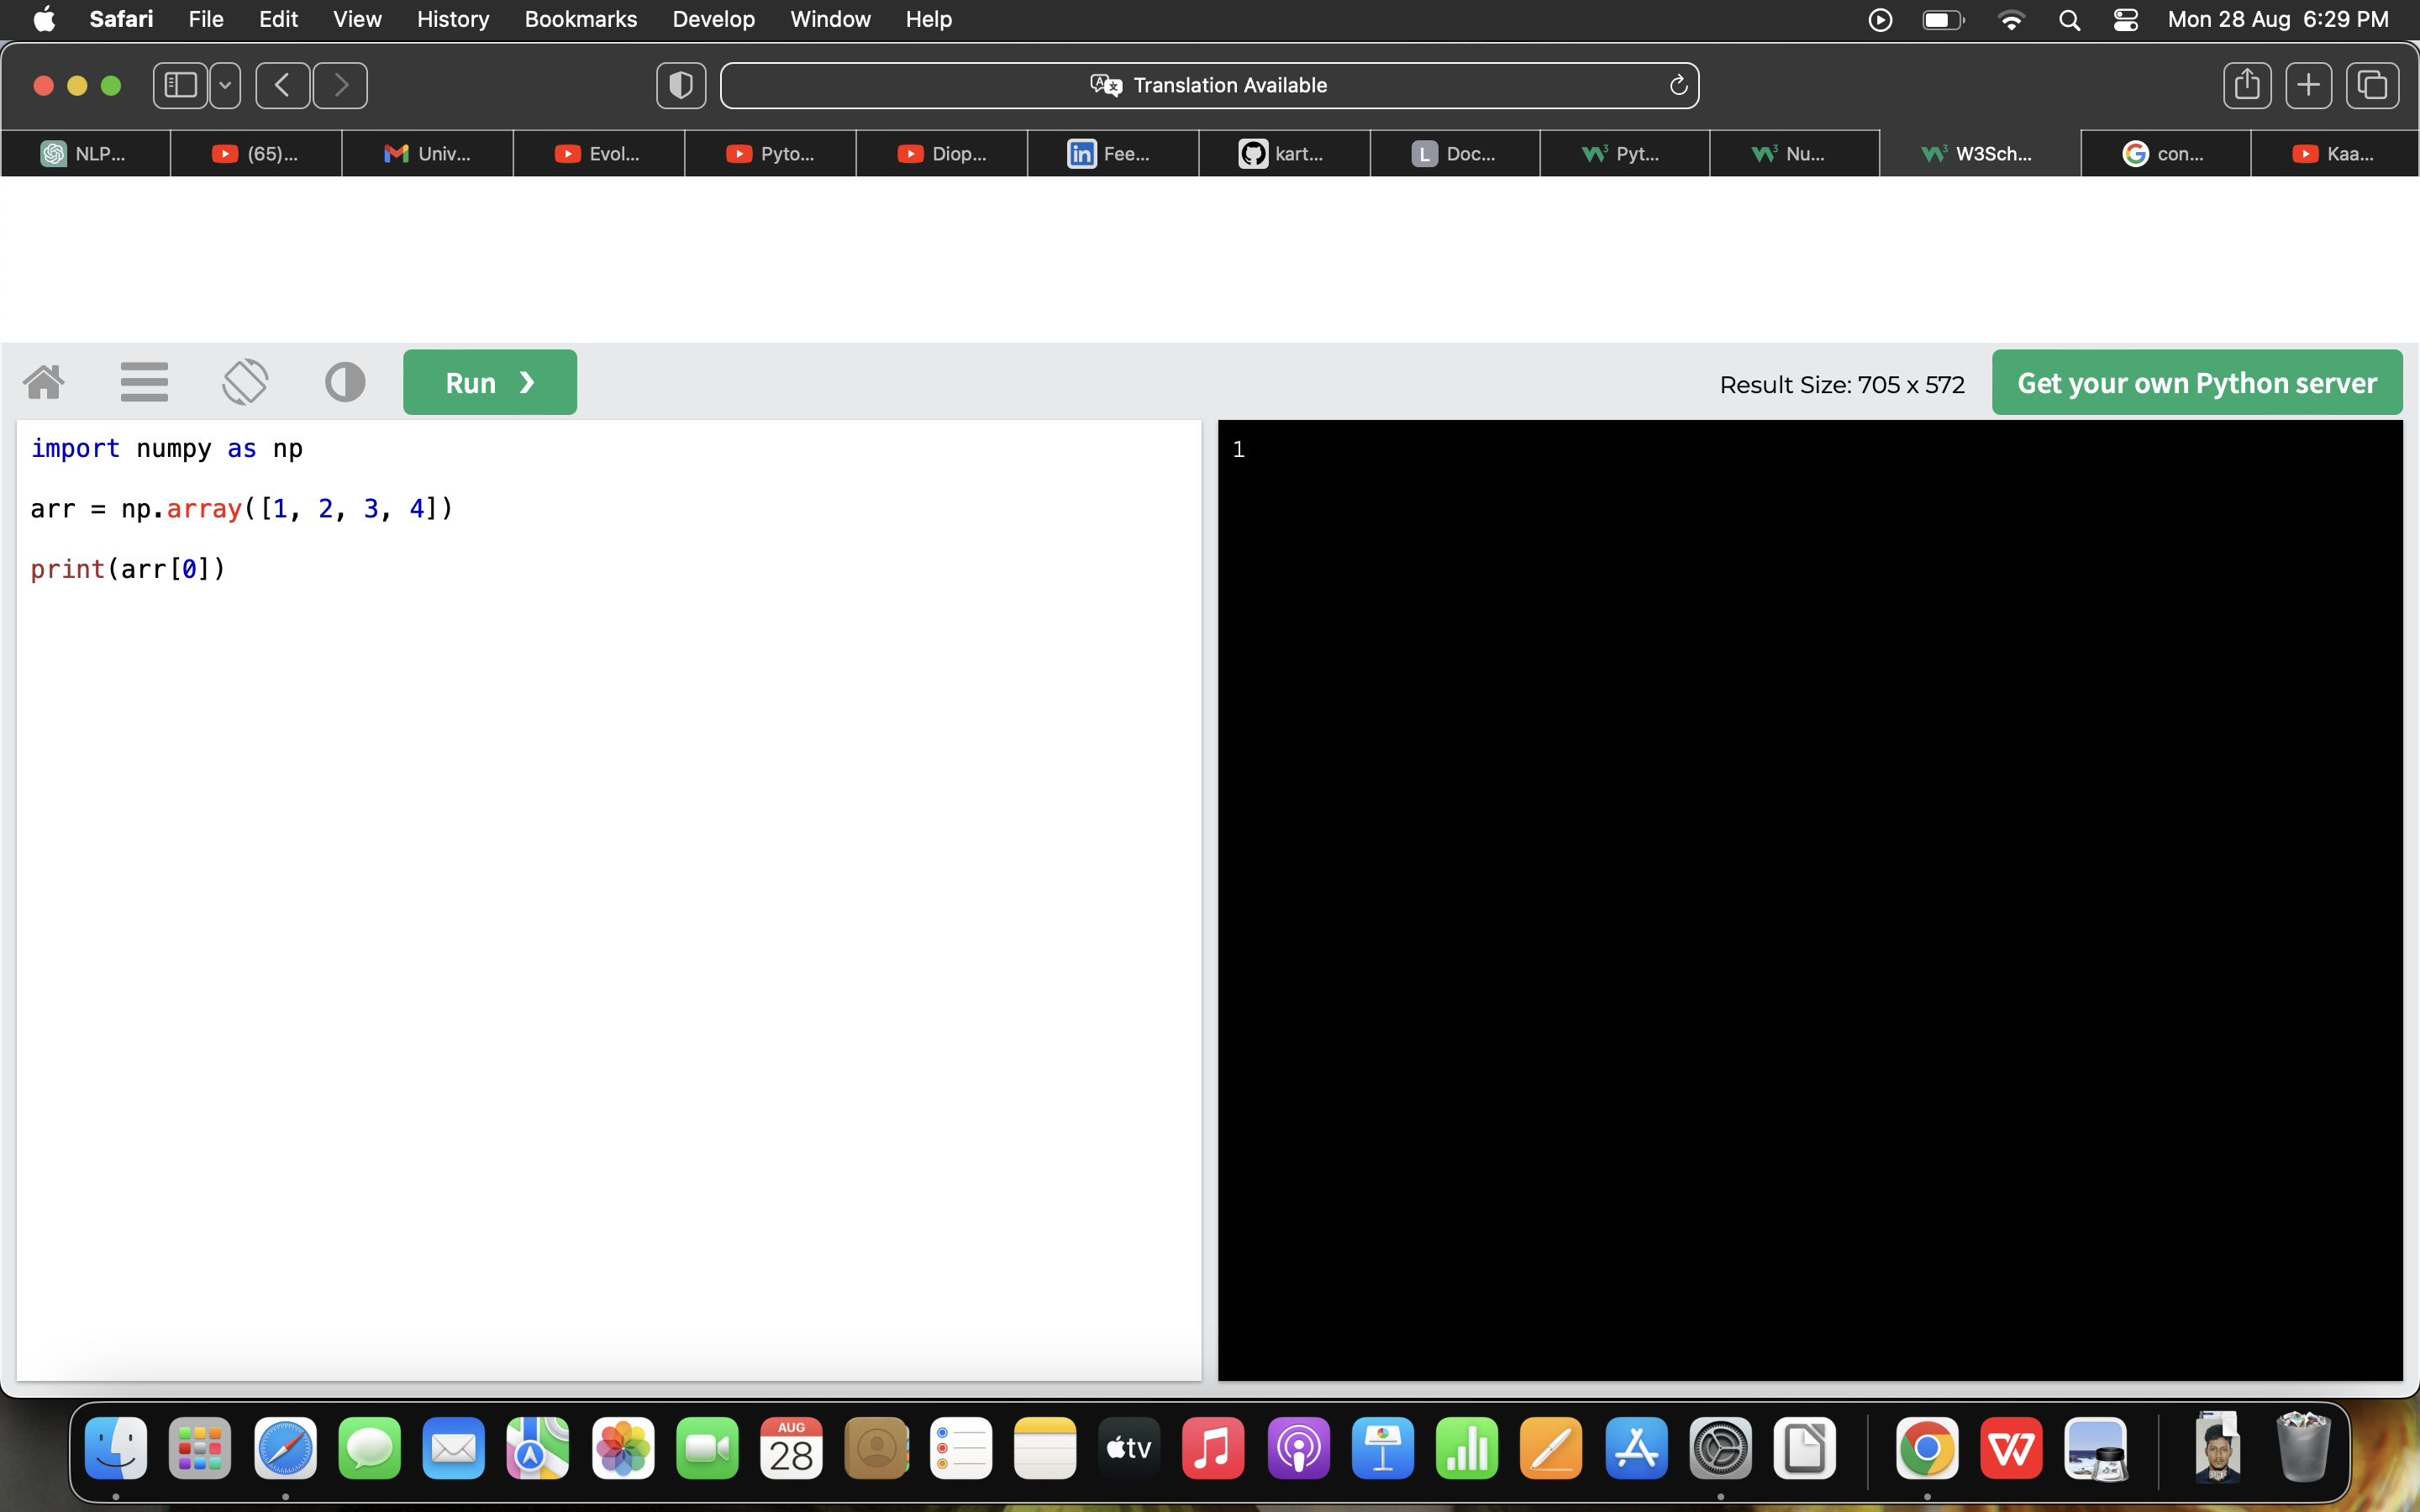 Safari File Edit View History Bookmarks Develop Window Help Mon 28 Aug 6:29 PM
Translation Available
NLP... (65)... Univ... Evol... Pyto... Diop... in Fee... kart... L Doc... Pyt... Nu... W3Sch... con... Kaa...
Run ❯ Result Size: 705 x 572 Get your own Python server
import numpy as np
arr = np.array([1, 2, 3, 4])
print(arr[0])
1
AUG
28
tv